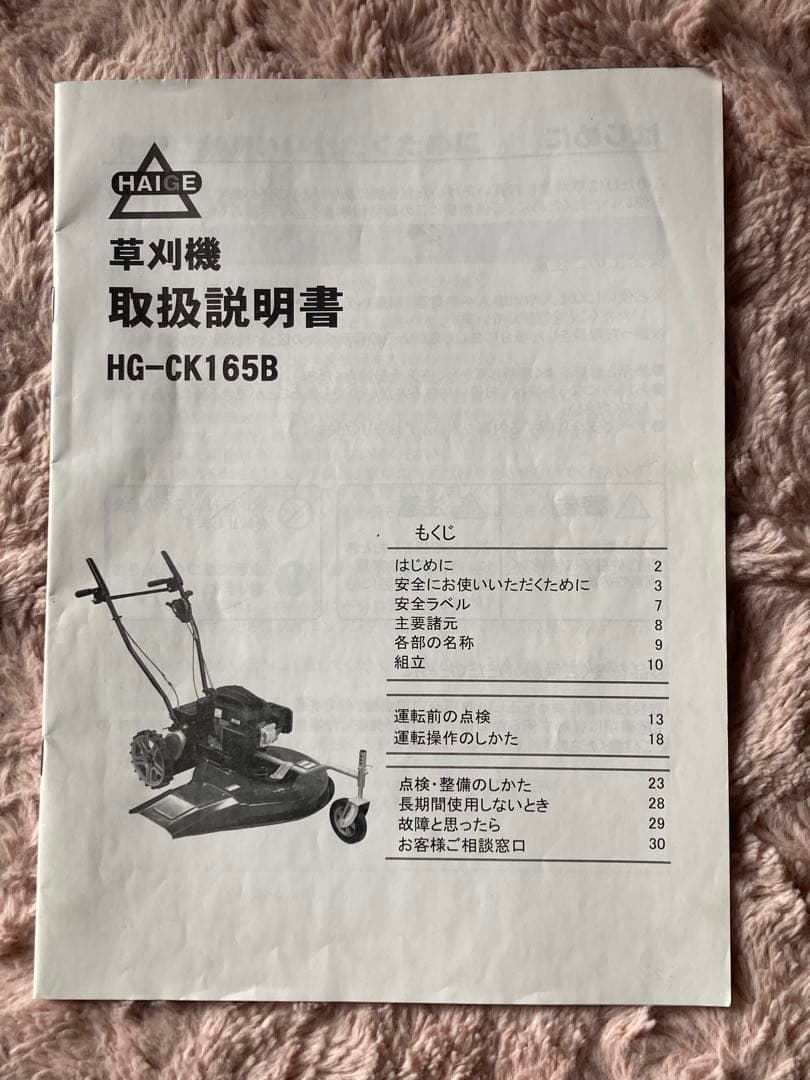 HAIGE
草刈機
取扱説明書
HG-CK165B
もくじ
はじめに 2
安全にお使いいただくために 3
安全ラベル 7
主要諸元 8
各部の名称 9
組立 10
運転前の点検 13
運転操作のしかた 18
点検・整備のしかた 23
長期間使用しないとき 28
故障と思ったら 29
お客様ご相談窓口 30